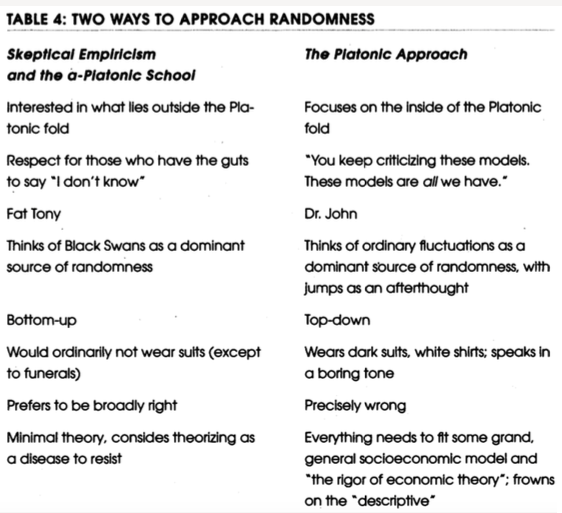 TABLE 4: TWO WAYS TO APPROACH RANDOMNESS
Skeptical Empiricism
and the à-Platonic School
The Platonic Approach
Interested in what lies outside the Pla-
tonic fold
Focuses on the inside of the Platonic
fold
Respect for those who have the guts
to say "I don't know"
"You keep criticizing these models.
These models are all we have."
Fat Tony
Dr. John
Thinks of Black Swans as a dominant
source of randomness
Thinks of ordinary fluctuations as a
dominant source of randomness, with
jumps as an afterthought
Bottom-up
Top-down
Would ordinarily not wear suits (except
to funerals)
Wears dark suits, white shirts; speaks in
a boring tone
Prefers to be broadly right
Precisely wrong
Minimal theory, consides theorizing as
a disease to resist
Everything needs to fit some grand,
general socioeconomic model and
"the rigor of economic theory"; frowns
on the "descriptive"